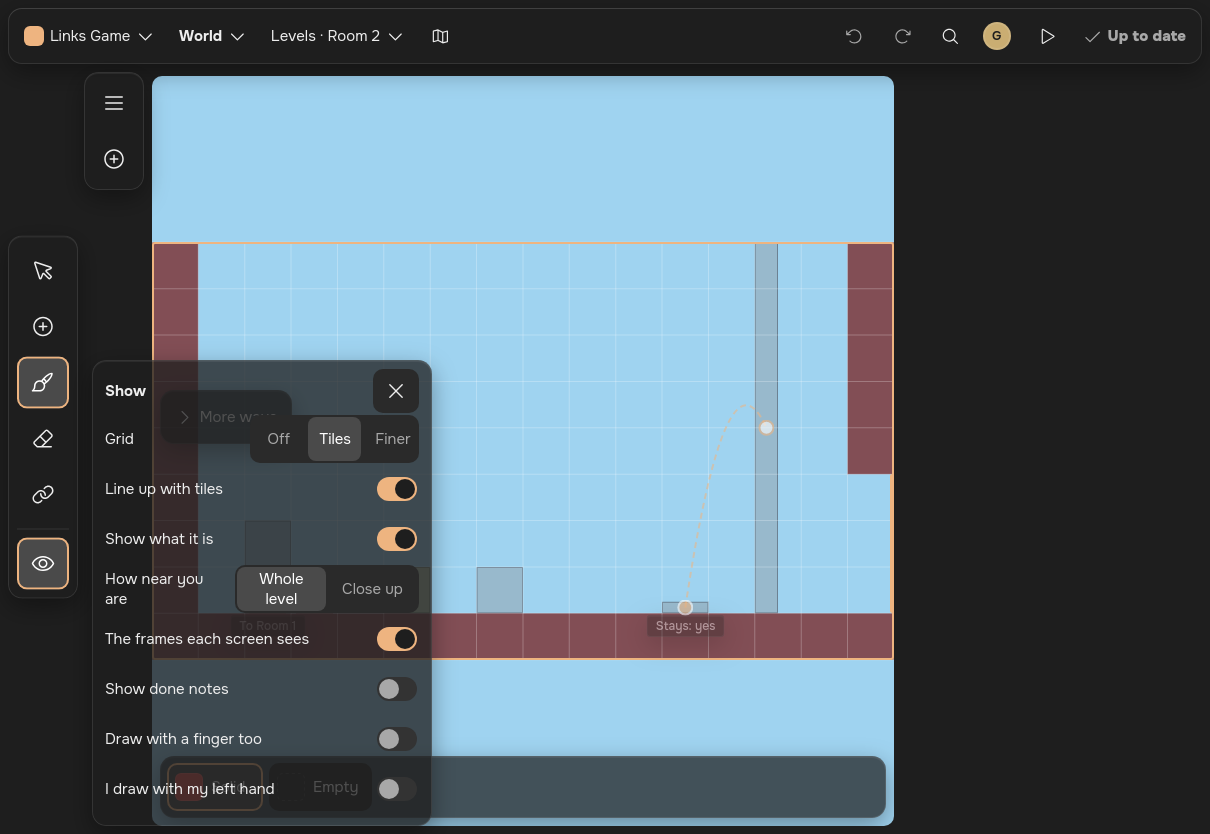 Links Game
World
Levels · Room 2
G
Up to date
Show
Grid
Off
Tiles
Finer
Line up with tiles
Show what it is
How near you
are
Whole
level
Close up
To Room 1
Stays: yes
The frames each screen sees
Show done notes
Draw with a finger too
I draw with my left hand
Empty
More ways